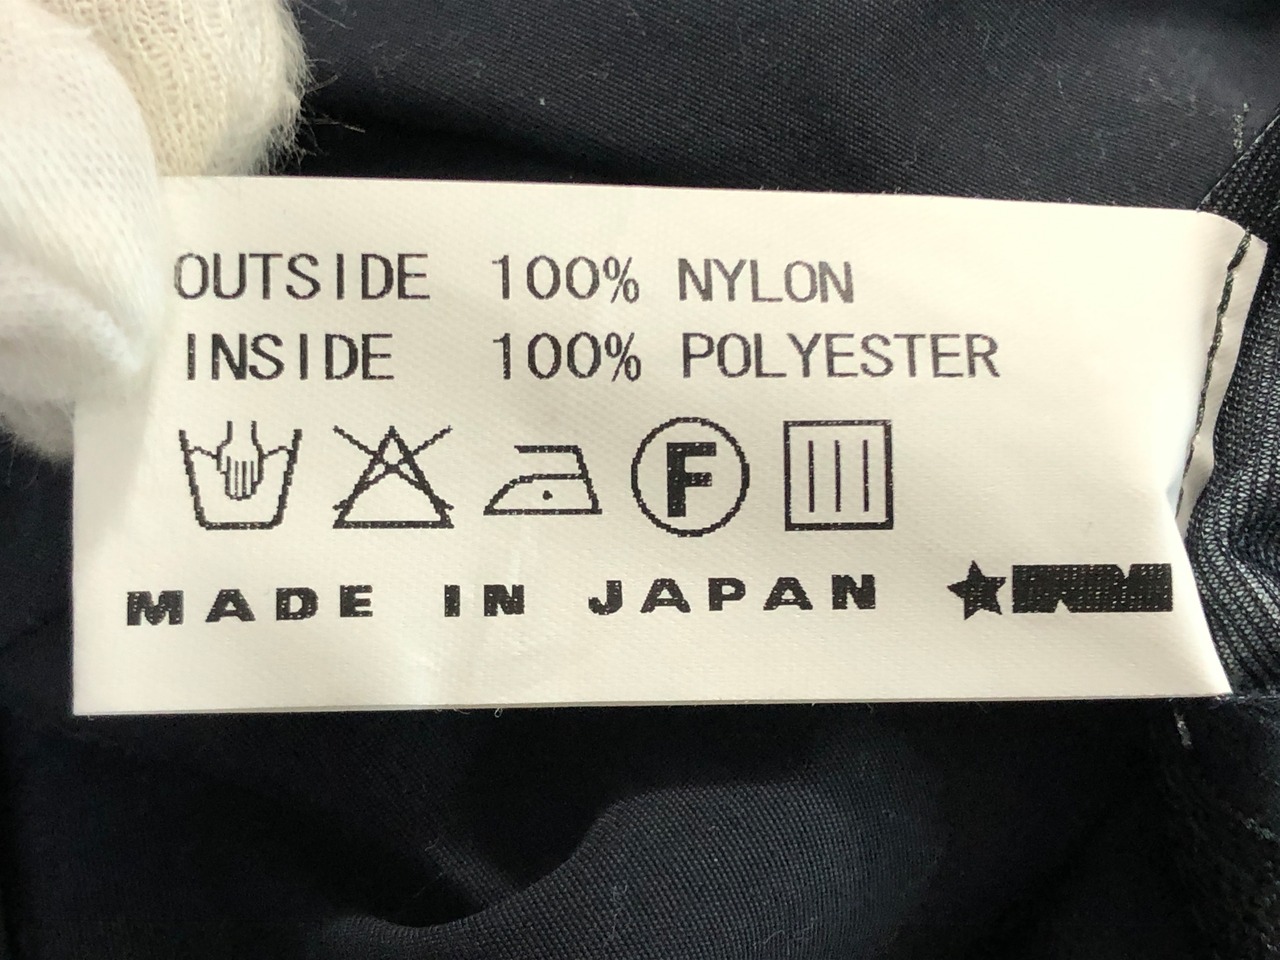 OUTSIDE 100% NYLON
INSIDE 100% POLYESTER
F
MADE IN JAPAN